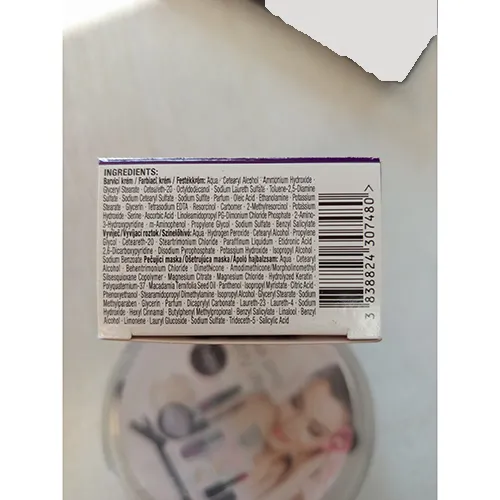 INGREDIENTS:
Barvicí krém / Farbiaci krém / Festékkrém: Aqua · Cetearyl Alcohol · Ammonium Hydroxide ·
Glyceryl Stearate · Ceteareth-20 · Octyldodecanol · Sodium Laureth Sulfate · Toluene-2,5-Diamine
Sulfate · Sodium Cetearyl Sulfate · Sodium Sulfite · Parfum · Oleic Acid · Ethanolamine · Potassium
Stearate · Glycerin · Tetrasodium EDTA · Resorcinol · Carbomer · 2-Methylresorcinol · Potassium
Hydroxide · Serine · Ascorbic Acid · Linoleamidopropyl PG-Dimonium Chloride Phosphate · 2-Amino-
3-Hydroxypyridine · m-Aminophenol · Propylene Glycol · Sodium Sulfate · Benzyl Salicylate
Vyvíječ/Vyvíjací roztok/ Színelőhívó: Aqua · Hydrogen Peroxide · Cetearyl Alcohol · Propylene
Glycol · Ceteareth-20 · Steartrimonium Chloride · Paraffinum Liquidum · Etidronic Acid ·
2,6-Dicarboxypyridine · Disodium Pyrophosphate · Potassium Hydroxide · Isopropyl Alcohol ·
Sodium Benzoate Pečující maska / Ošetrujúca maska / Ápoló hajbalzsam: Aqua · Cetearyl
Alcohol · Behentrimonium Chloride · Dimethicone · Amodimethicone/Morpholinomethyl
Silsesquioxane Copolymer · Magnesium Citrate · Magnesium Chloride · Hydrolyzed Keratin ·
Polyquaternium-37 · Macadamia Ternifolia Seed Oil · Panthenol · Isopropyl Myristate · Citric Acid ·
Phenoxyethanol · Stearamidopropyl Dimethylamine · Isopropyl Alcohol · Glyceryl Stearate · Sodium
Methylparaben · Glycerin · Parfum · Dicaprylyl Carbonate · Laureth-23 · Laureth-4 · Sodium
Hydroxide · Hexyl Cinnamal · Butylphenyl Methylpropional · Benzyl Salicylate · Linalool · Benzyl
Alcohol · Limonene · Lauryl Glucoside · Sodium Sulfate · Trideceth-5 · Salicylic Acid
3 838824 307480 >